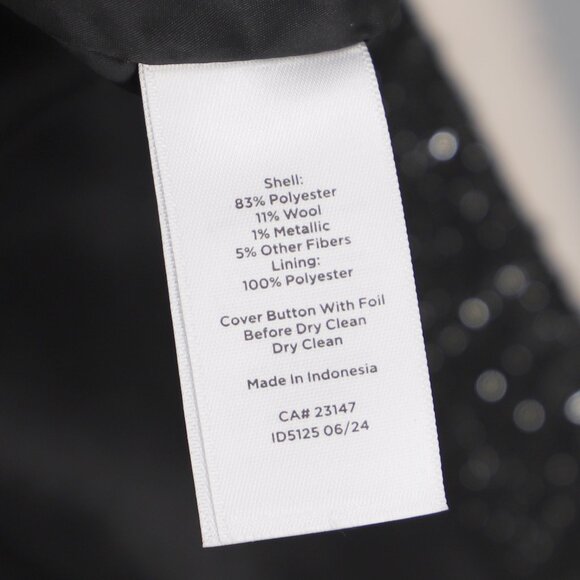 Shell:
83% Polyester
11% Wool
1% Metallic
5% Other Fibers
Lining:
100% Polyester
Cover Button With Foil
Before Dry Clean
Dry Clean
Made In Indonesia
CA# 23147
ID5125 06/24